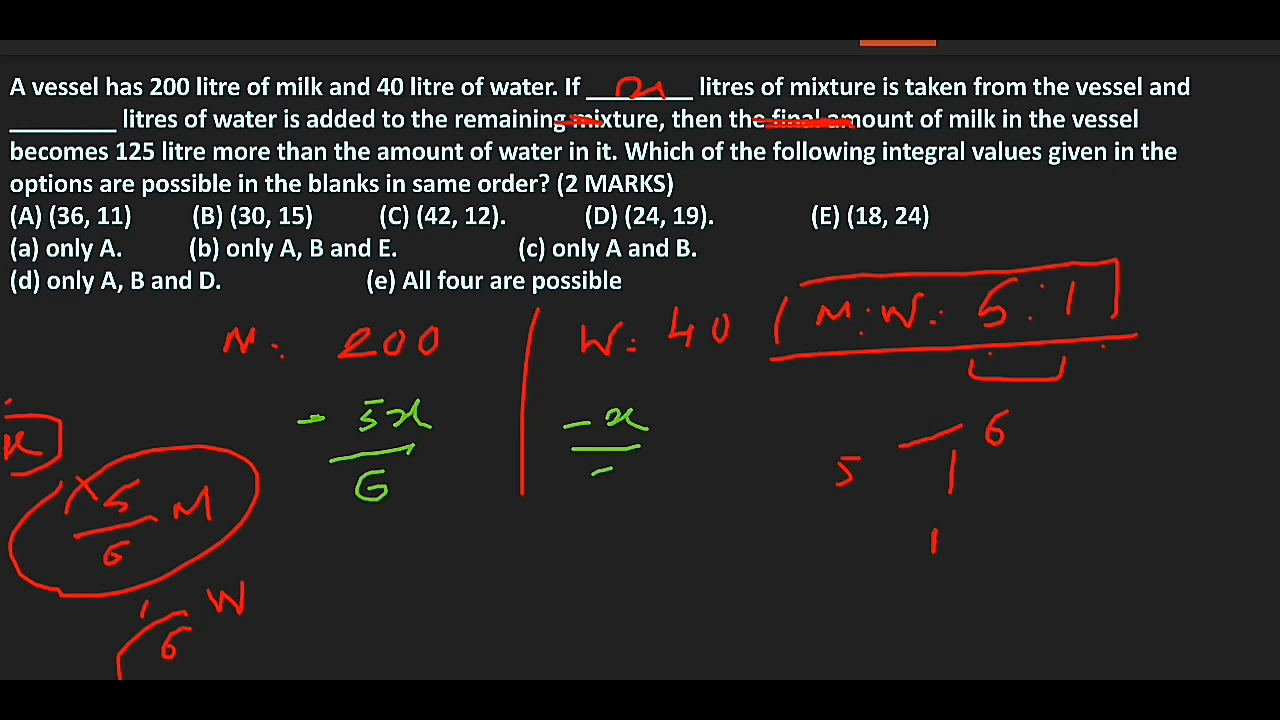 A vessel has 200 litre of milk and 40 litre of water. If ________ x litres of mixture is taken from the vessel and
________ litres of water is added to the remaining mixture, then the final amount of milk in the vessel
becomes 125 litre more than the amount of water in it. Which of the following integral values given in the
options are possible in the blanks in same order? (2 MARKS)
(A) (36, 11) (B) (30, 15) (C) (42, 12). (D) (24, 19). (E) (18, 24)
(a) only A. (b) only A, B and E. (c) only A and B.
(d) only A, B and D. (e) All four are possible
M: 200 W: 40 M:W: 5:1
- 5x/6 - x
6
5 1
x 5/6 M
1
1/6 W